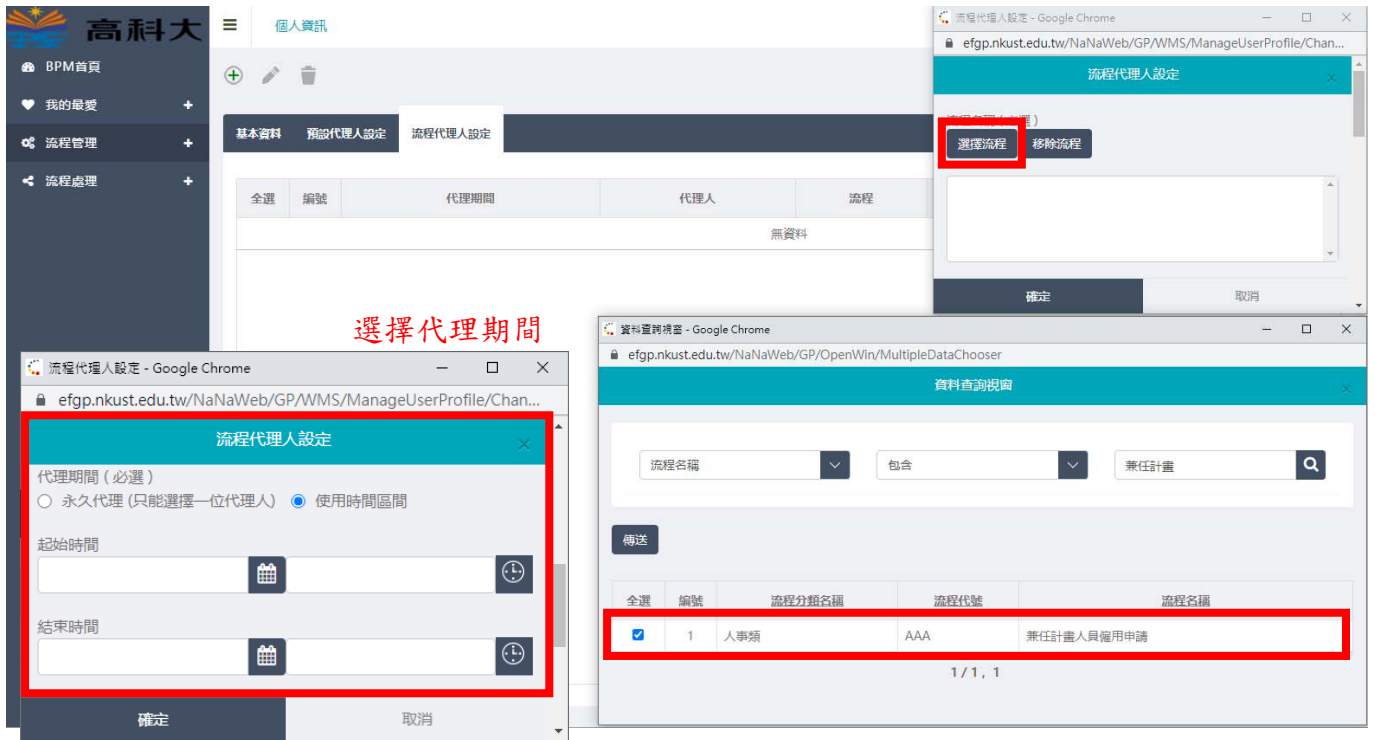 高科大
個人資訊
BPM首頁
我的最愛
流程管理
流程處理
基本資料 預設代理人設定 流程代理人設定
全選 編號 代理期間 代理人 流程
無資料
流程代理人設定 - Google Chrome
efgp.nkust.edu.tw/NaNaWeb/GP/WMS/ManageUserProfile/Chan...
流程代理人設定
流程名稱(必選)
選擇流程 移除流程
確定 取消
選擇代理期間
流程代理人設定 - Google Chrome
efgp.nkust.edu.tw/NaNaWeb/GP/WMS/ManageUserProfile/Chan...
流程代理人設定
代理期間 ( 必選 )
永久代理 (只能選擇一位代理人) 使用時間區間
起始時間
結束時間
確定 取消
資料查詢視窗 - Google Chrome
efgp.nkust.edu.tw/NaNaWeb/GP/OpenWin/MultipleDataChooser
資料查詢視窗
流程名稱 包含 兼任計畫
傳送
全選 編號 流程分類名稱 流程代號 流程名稱
1 人事類 AAA 兼任計畫人員僱用申請
1 / 1 , 1